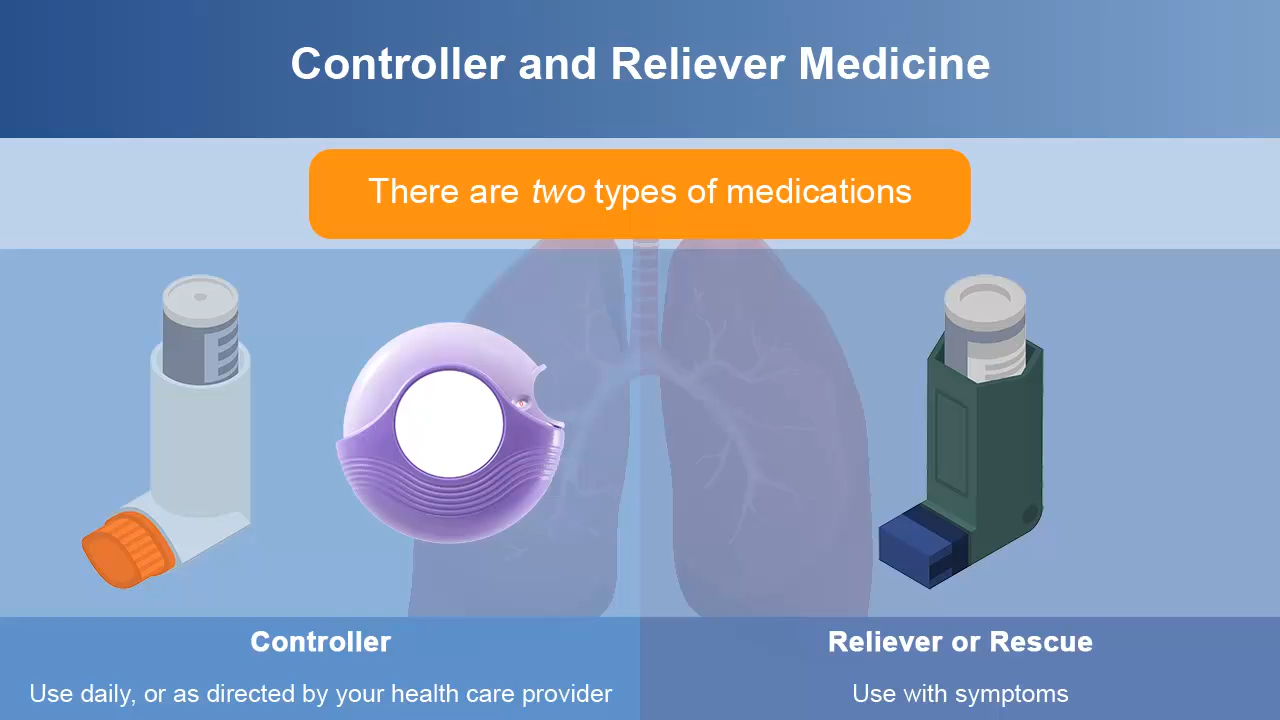 Controller and Reliever Medicine
There are two types of medications
Controller
Use daily, or as directed by your health care provider
Reliever or Rescue
Use with symptoms